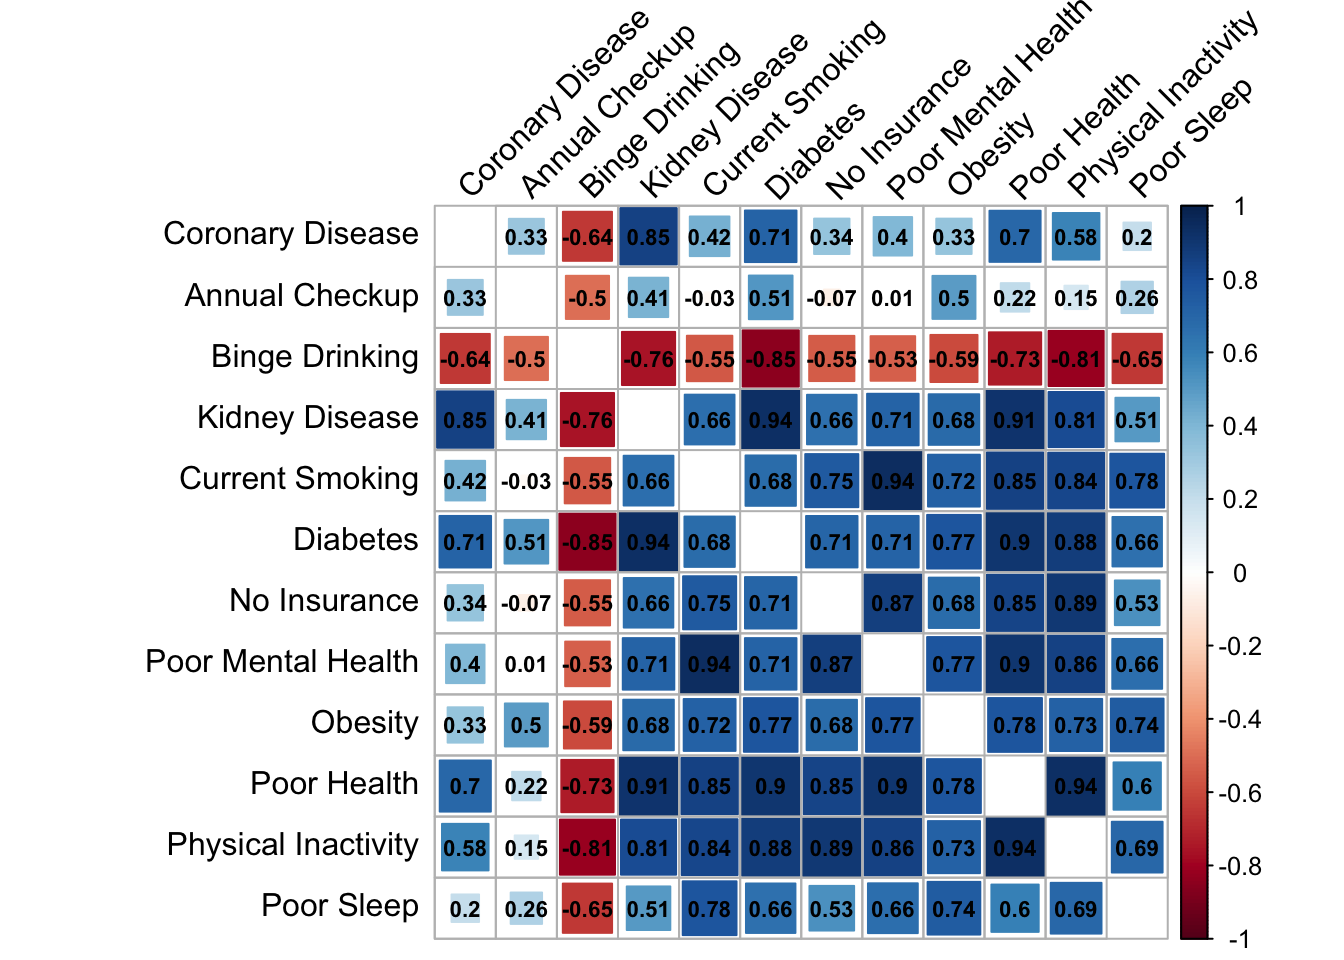 Coronary Disease
Annual Checkup
Binge Drinking
Kidney Disease
Current Smoking
Diabetes
No Insurance
Poor Mental Health
Obesity
Poor Health
Physical Inactivity
Poor Sleep
Coronary Disease 0.33 -0.64 0.85 0.42 0.71 0.34 0.4 0.33 0.7 0.58 0.2
Annual Checkup 0.33 -0.5 0.41 -0.03 0.51 -0.07 0.01 0.5 0.22 0.15 0.26
Binge Drinking -0.64 -0.5 -0.76 -0.55 -0.85 -0.55 -0.53 -0.59 -0.73 -0.81 -0.65
Kidney Disease 0.85 0.41 -0.76 0.66 0.94 0.66 0.71 0.68 0.91 0.81 0.51
Current Smoking 0.42 -0.03 -0.55 0.66 0.68 0.75 0.94 0.72 0.85 0.84 0.78
Diabetes 0.71 0.51 -0.85 0.94 0.68 0.71 0.71 0.77 0.9 0.88 0.66
No Insurance 0.34 -0.07 -0.55 0.66 0.75 0.71 0.87 0.68 0.85 0.89 0.53
Poor Mental Health 0.4 0.01 -0.53 0.71 0.94 0.71 0.87 0.77 0.9 0.86 0.66
Obesity 0.33 0.5 -0.59 0.68 0.72 0.77 0.68 0.77 0.78 0.73 0.74
Poor Health 0.7 0.22 -0.73 0.91 0.85 0.9 0.85 0.9 0.78 0.94 0.6
Physical Inactivity 0.58 0.15 -0.81 0.81 0.84 0.88 0.89 0.86 0.73 0.94 0.69
Poor Sleep 0.2 0.26 -0.65 0.51 0.78 0.66 0.53 0.66 0.74 0.6 0.69
1
0.8
0.6
0.4
0.2
0
-0.2
-0.4
-0.6
-0.8
-1